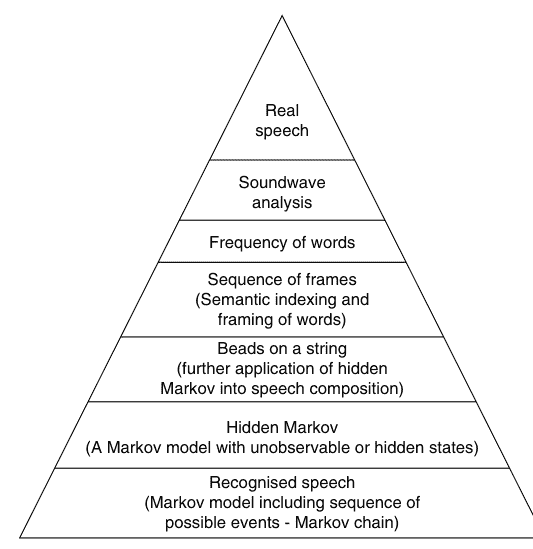 Real
speech
Soundwave
analysis
Frequency of words
Sequence of frames
(Semantic indexing and
framing of words)
Beads on a string
(further application of hidden
Markov into speech composition)
Hidden Markov
(A Markov model with unobservable or hidden states)
Recognised speech
(Markov model including sequence of
possible events - Markov chain)